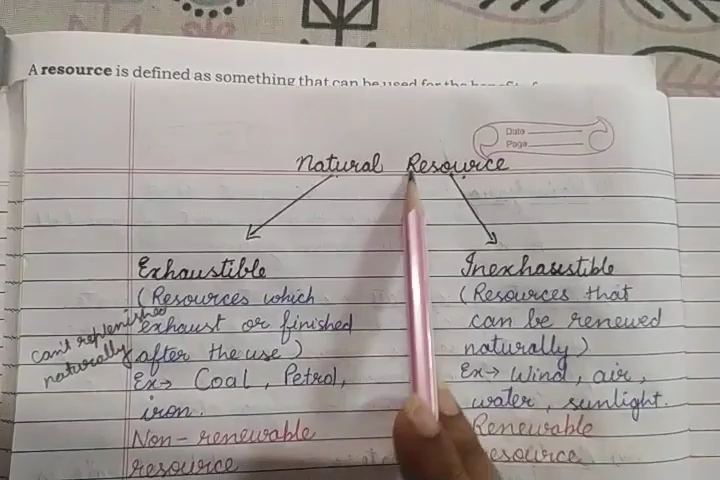 A resource is defined as something that can be used for the benefit of
Date
Page
Natural Resource
Exhaustible
(Resources which
exhaust or finished
after the use)
Ex→ Coal, Petrol,
iron.
Non-renewable
resource
can't replenished
naturally
Inexhaustible
(Resources that
can be renewed
naturally)
Ex→ Wind, air,
water, sunlight.
Renewable
resource